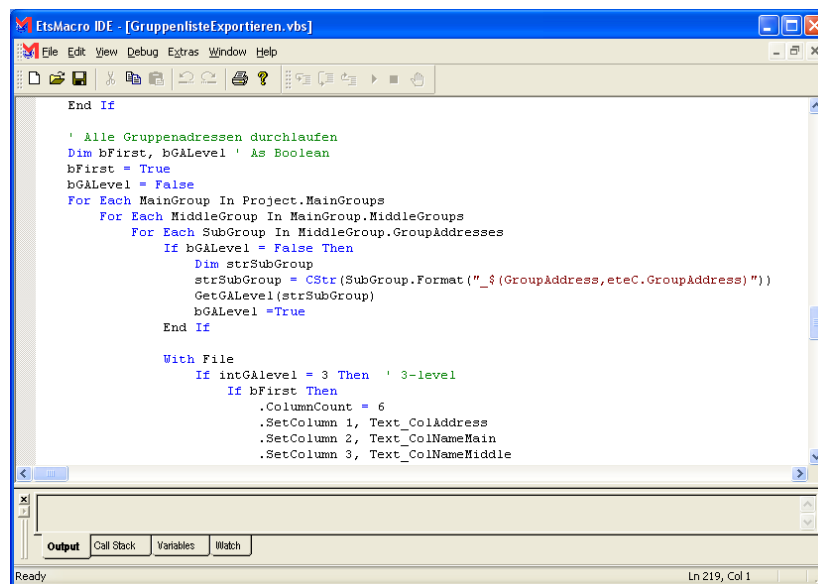 EtsMacro IDE - [GruppenlisteExportieren.vbs]
File Edit View Debug Extras Window Help
End If
' Alle Gruppenadressen durchlaufen
Dim bFirst, bGALevel ' As Boolean
bFirst = True
bGALevel = False
For Each MainGroup In Project.MainGroups
For Each MiddleGroup In MainGroup.MiddleGroups
For Each SubGroup In MiddleGroup.GroupAddresses
If bGALevel = False Then
Dim strSubGroup
strSubGroup = CStr(SubGroup.Format("_$(GroupAddress,eteC.GroupAddress)"))
GetGALevel(strSubGroup)
bGALevel =True
End If
With File
If intGAlevel = 3 Then ' 3-level
If bFirst Then
.ColumnCount = 6
.SetColumn 1, Text_ColAddress
.SetColumn 2, Text_ColNameMain
.SetColumn 3, Text_ColNameMiddle
Output Call Stack Variables Watch
Ready Ln 219, Col 1